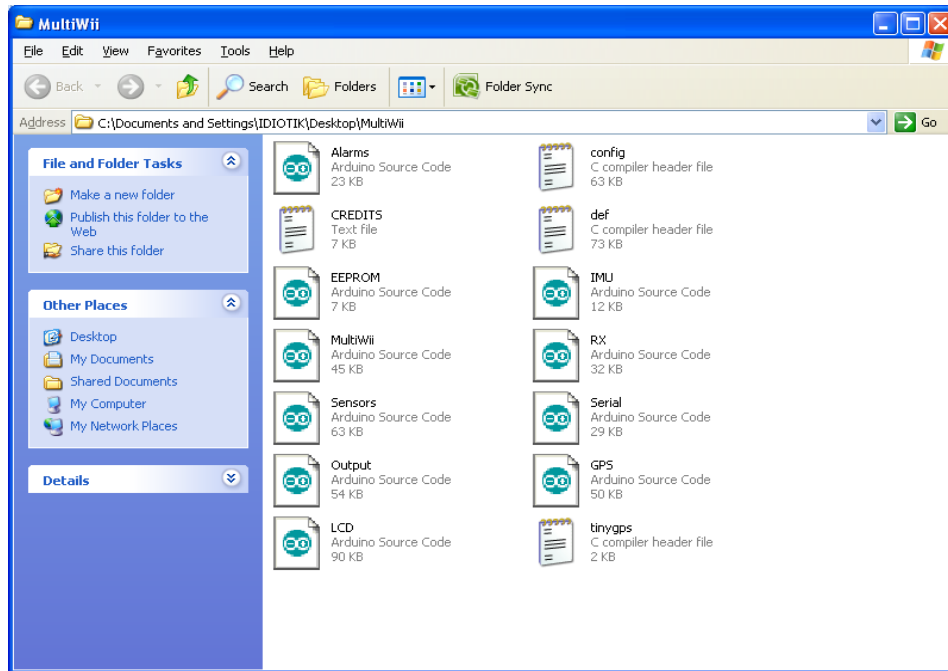 MultiWii
File Edit View Favorites Tools Help
Back Search Folders Folder Sync
Address C:\Documents and Settings\IDIOTIK\Desktop\MultiWii Go
File and Folder Tasks
Make a new folder
Publish this folder to the
Web
Share this folder
Other Places
Desktop
My Documents
Shared Documents
My Computer
My Network Places
Details
Alarms
Arduino Source Code
23 KB
config
C compiler header file
63 KB
CREDITS
Text file
7 KB
def
C compiler header file
73 KB
EEPROM
Arduino Source Code
7 KB
IMU
Arduino Source Code
12 KB
MultiWii
Arduino Source Code
45 KB
RX
Arduino Source Code
32 KB
Sensors
Arduino Source Code
63 KB
Serial
Arduino Source Code
29 KB
Output
Arduino Source Code
54 KB
GPS
Arduino Source Code
50 KB
LCD
Arduino Source Code
90 KB
tinygps
C compiler header file
2 KB